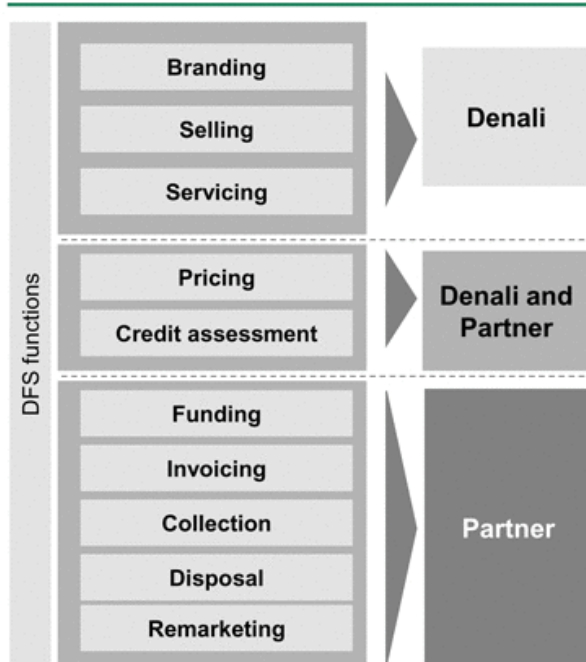 DFS functions
Branding
Selling
Servicing
Denali
Pricing
Credit assessment
Denali and
Partner
Funding
Invoicing
Collection
Disposal
Remarketing
Partner